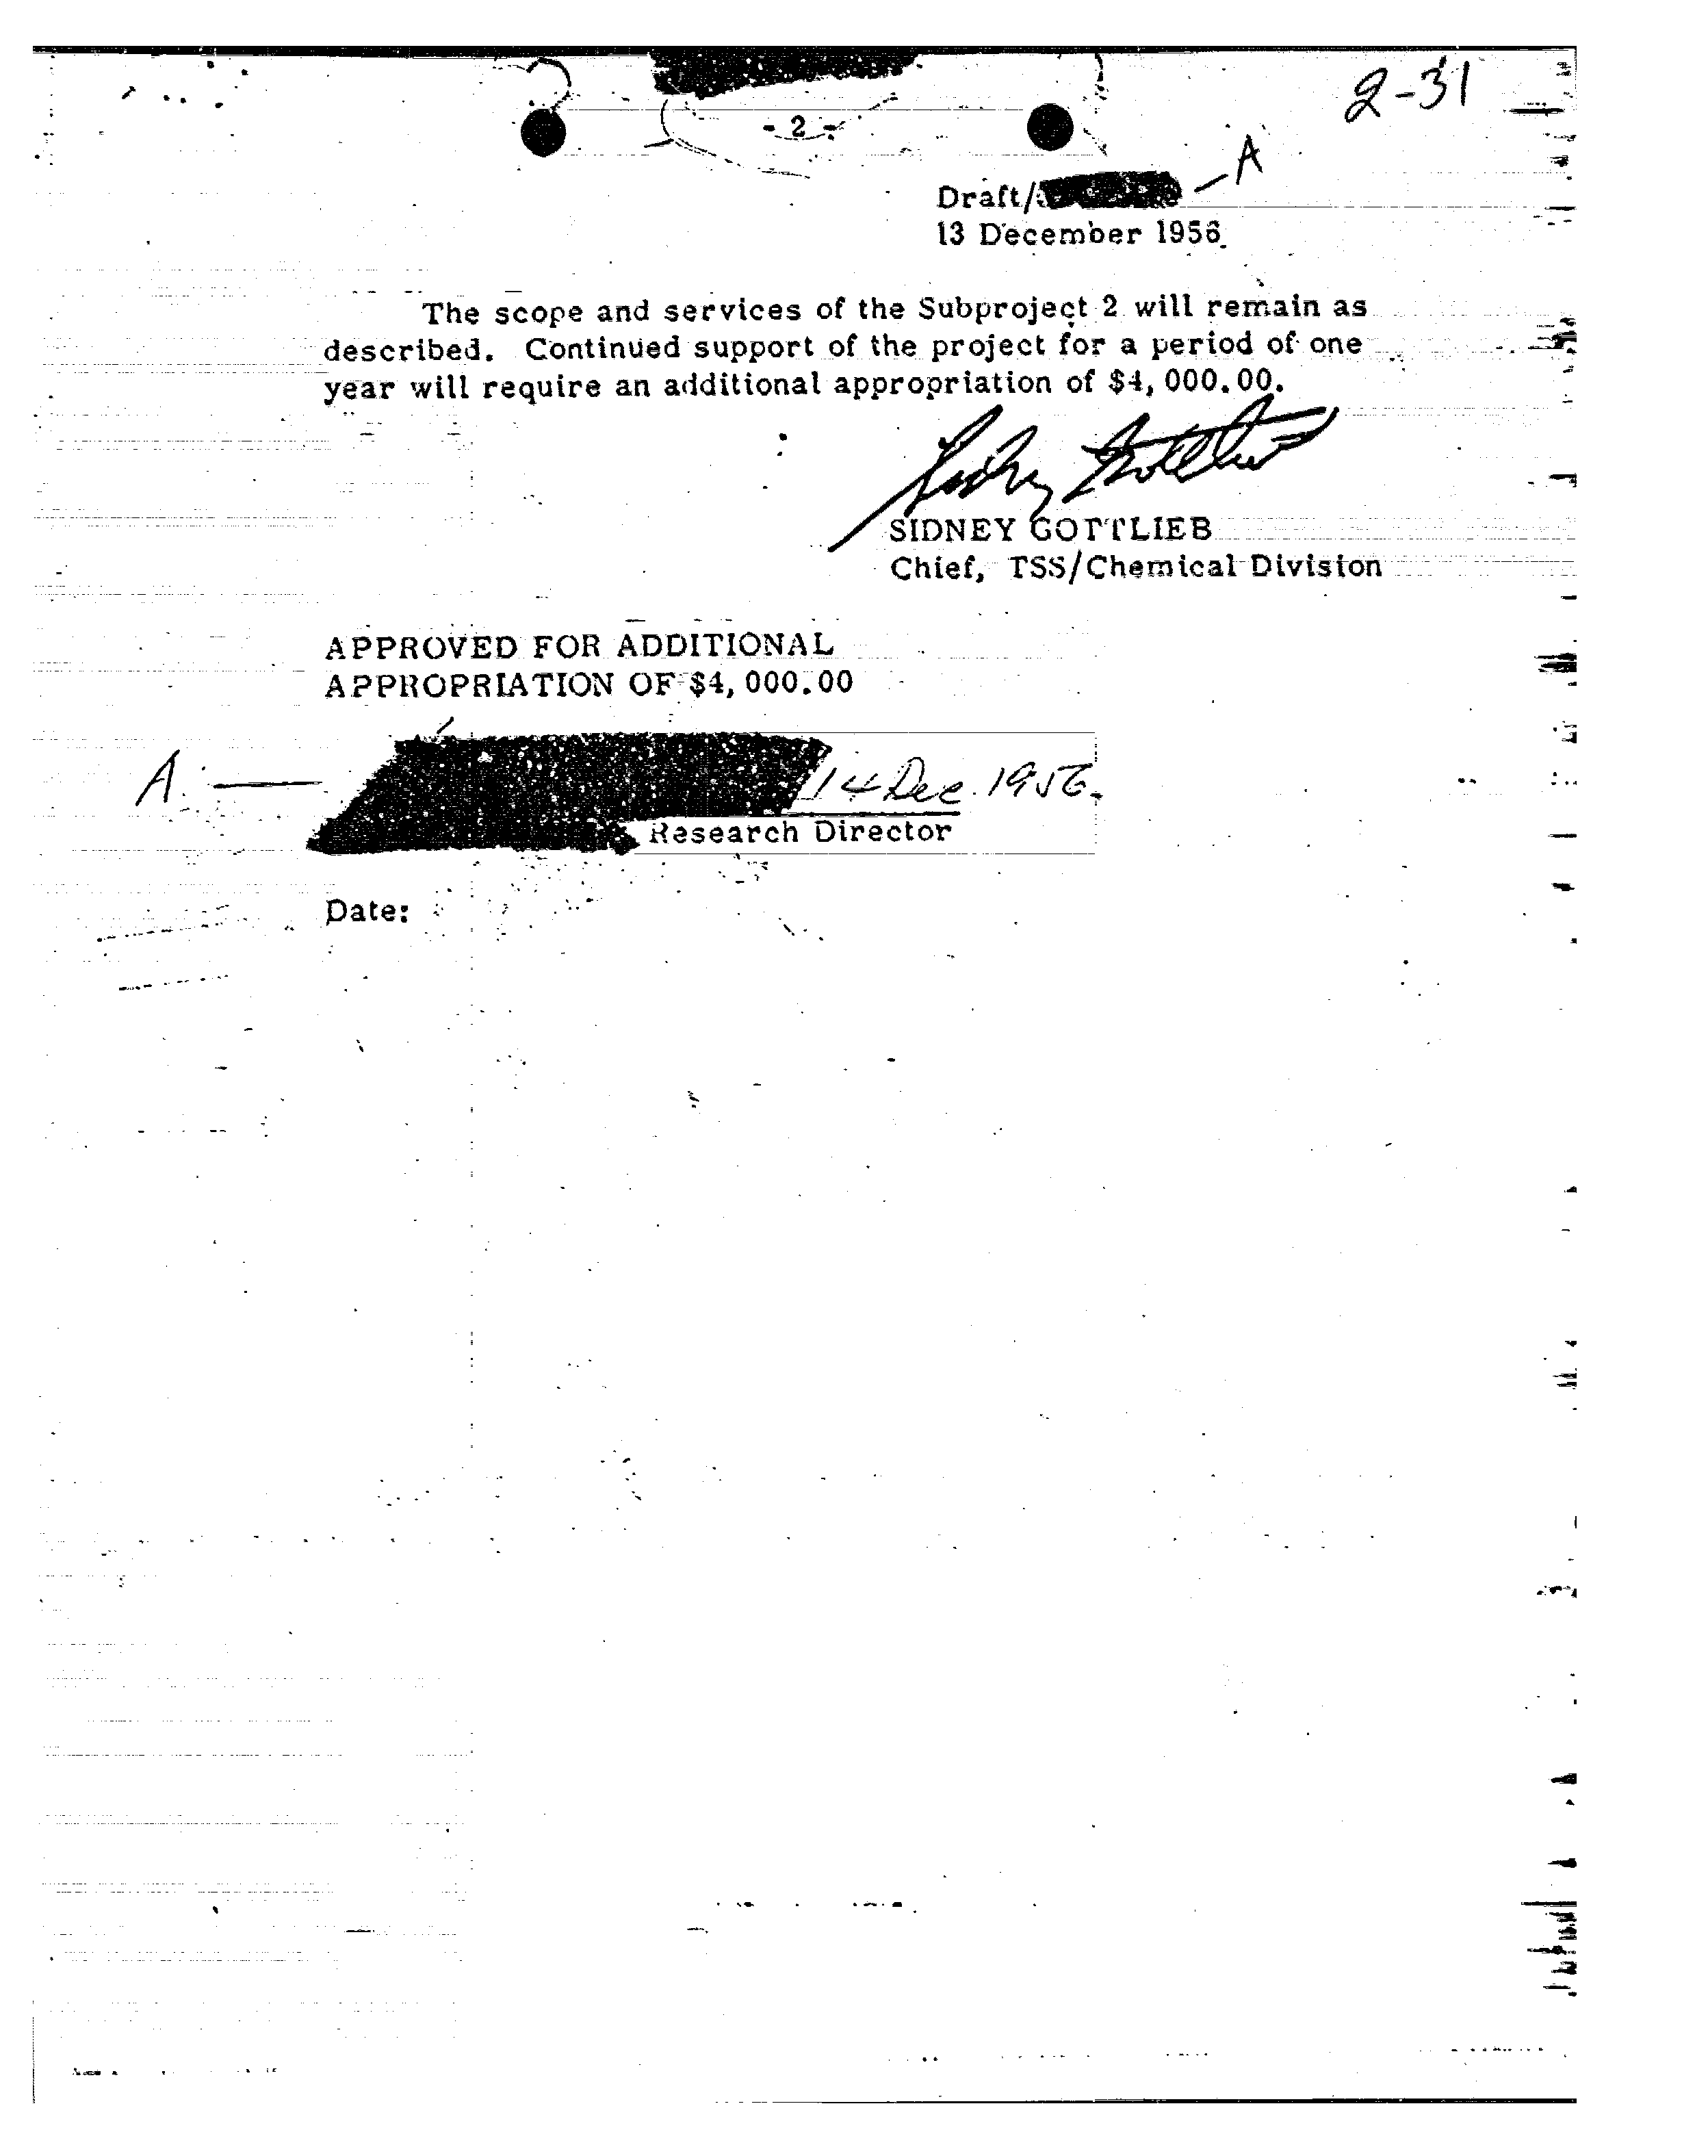 2-31
- 2 -
A
Draft/
13 December 1956
The scope and services of the Subproject 2 will remain as
described. Continued support of the project for a period of one
year will require an additional appropriation of $4,000.00.
Sidney Gottlieb
SIDNEY GOTTLIEB
Chief, TSS/Chemical Division
APPROVED FOR ADDITIONAL
APPROPRIATION OF $4,000.00
A. 14 Dec. 1956.
Research Director
Date: